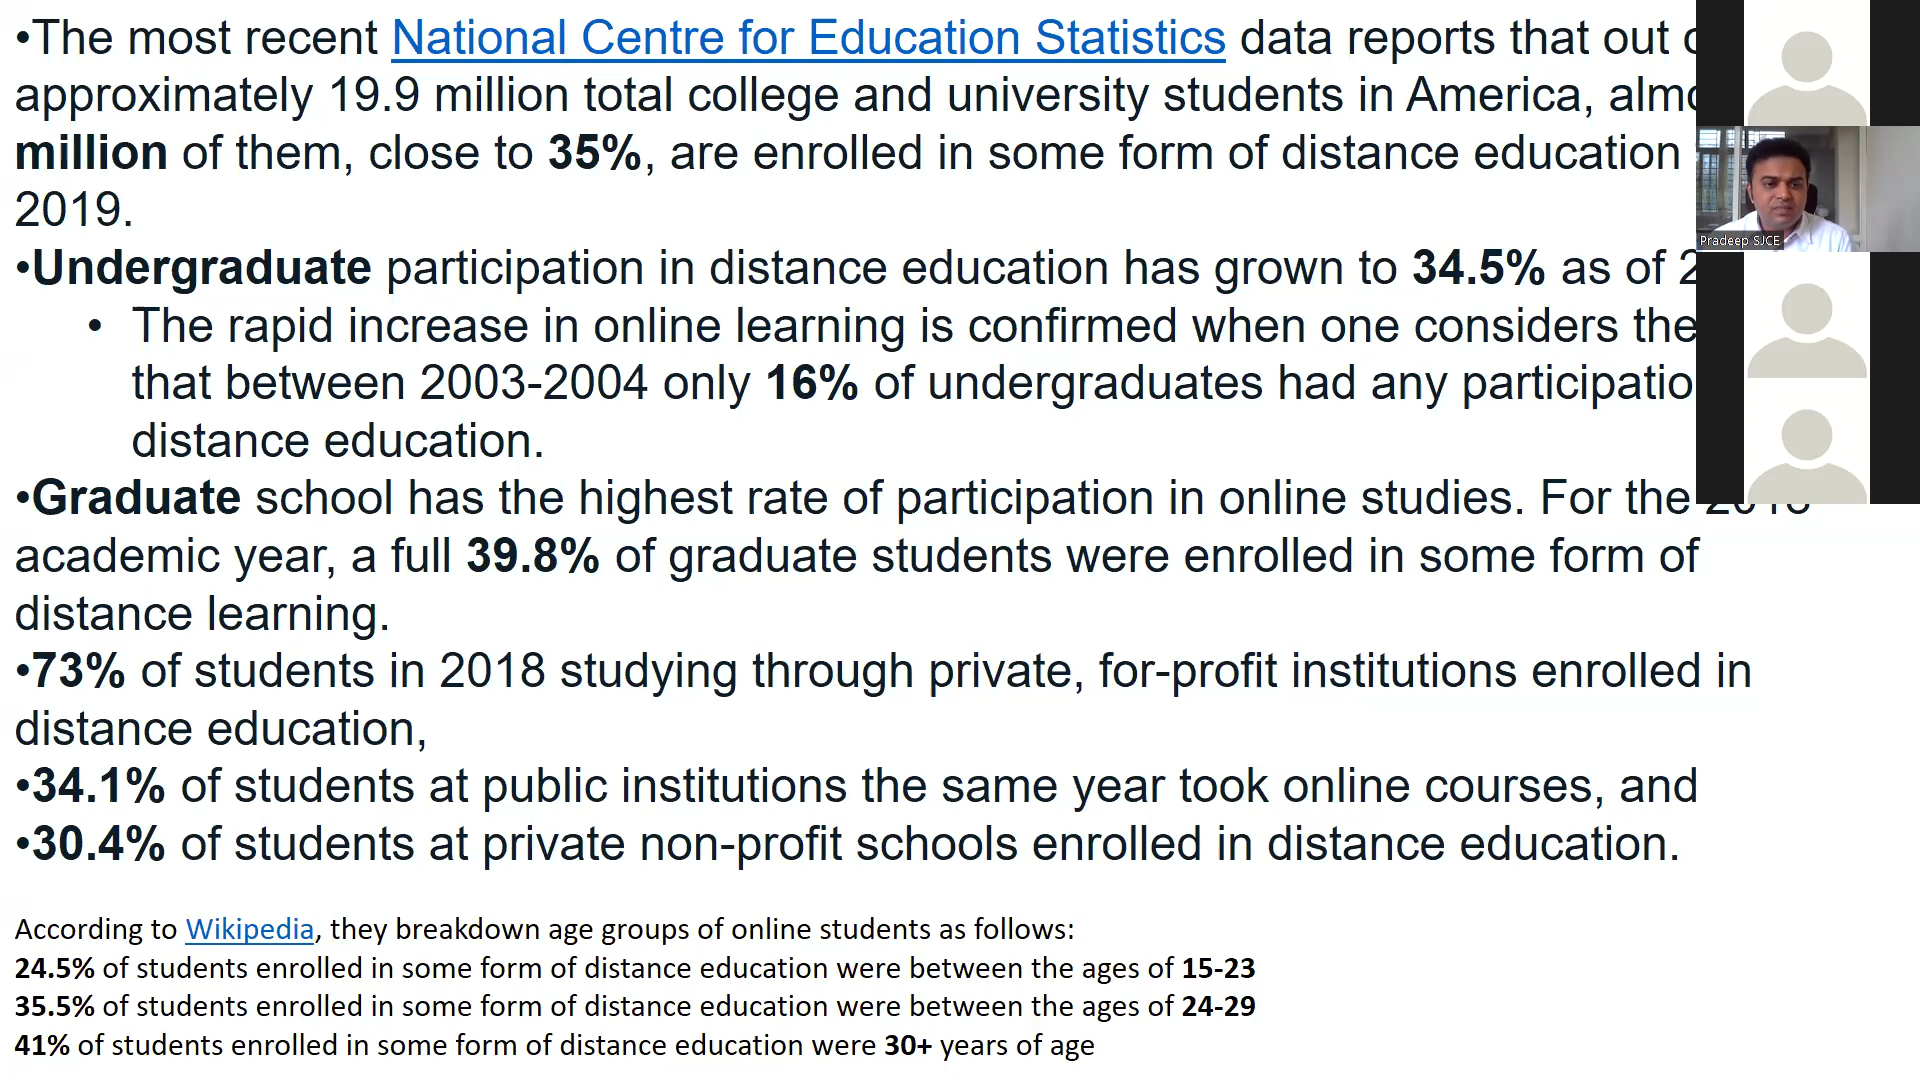 •The most recent National Centre for Education Statistics data reports that out
approximately 19.9 million total college and university students in America,
million of them, close to 35%, are enrolled in some form of distance education
2019.
•Undergraduate participation in distance education has grown to 34.5% as of
• The rapid increase in online learning is confirmed when one considers the
that between 2003-2004 only 16% of undergraduates had any
distance education.
•Graduate school has the highest rate of participation in online studies. For the
academic year, a full 39.8% of graduate students were enrolled in some form of
distance learning.
•73% of students in 2018 studying through private, for-profit institutions enrolled in
distance education,
•34.1% of students at public institutions the same year took online courses, and
•30.4% of students at private non-profit schools enrolled in distance education.
According to Wikipedia, they breakdown age groups of online students as follows:
24.5% of students enrolled in some form of distance education were between the ages of 15-23
35.5% of students enrolled in some form of distance education were between the ages of 24-29
41% of students enrolled in some form of distance education were 30+ years of age
Pradeep SJCE